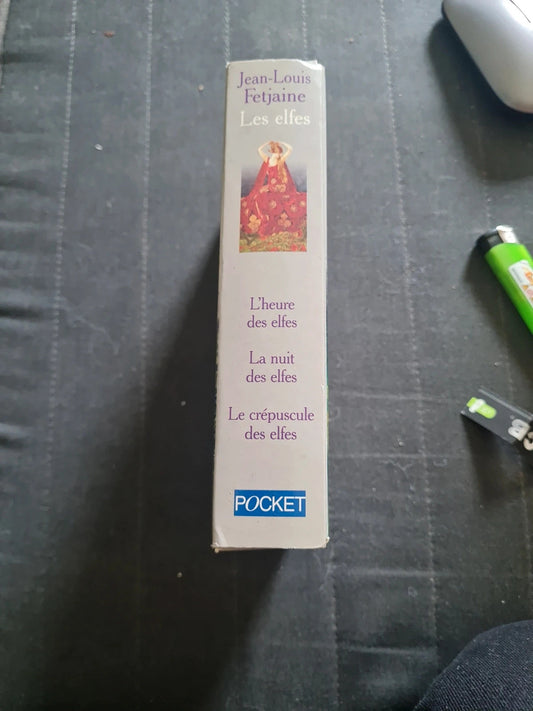 Jean-Louis
Fetjaine
Les elfes
L'heure
des elfes
La nuit
des elfes
Le crépuscule
des elfes
POCKET